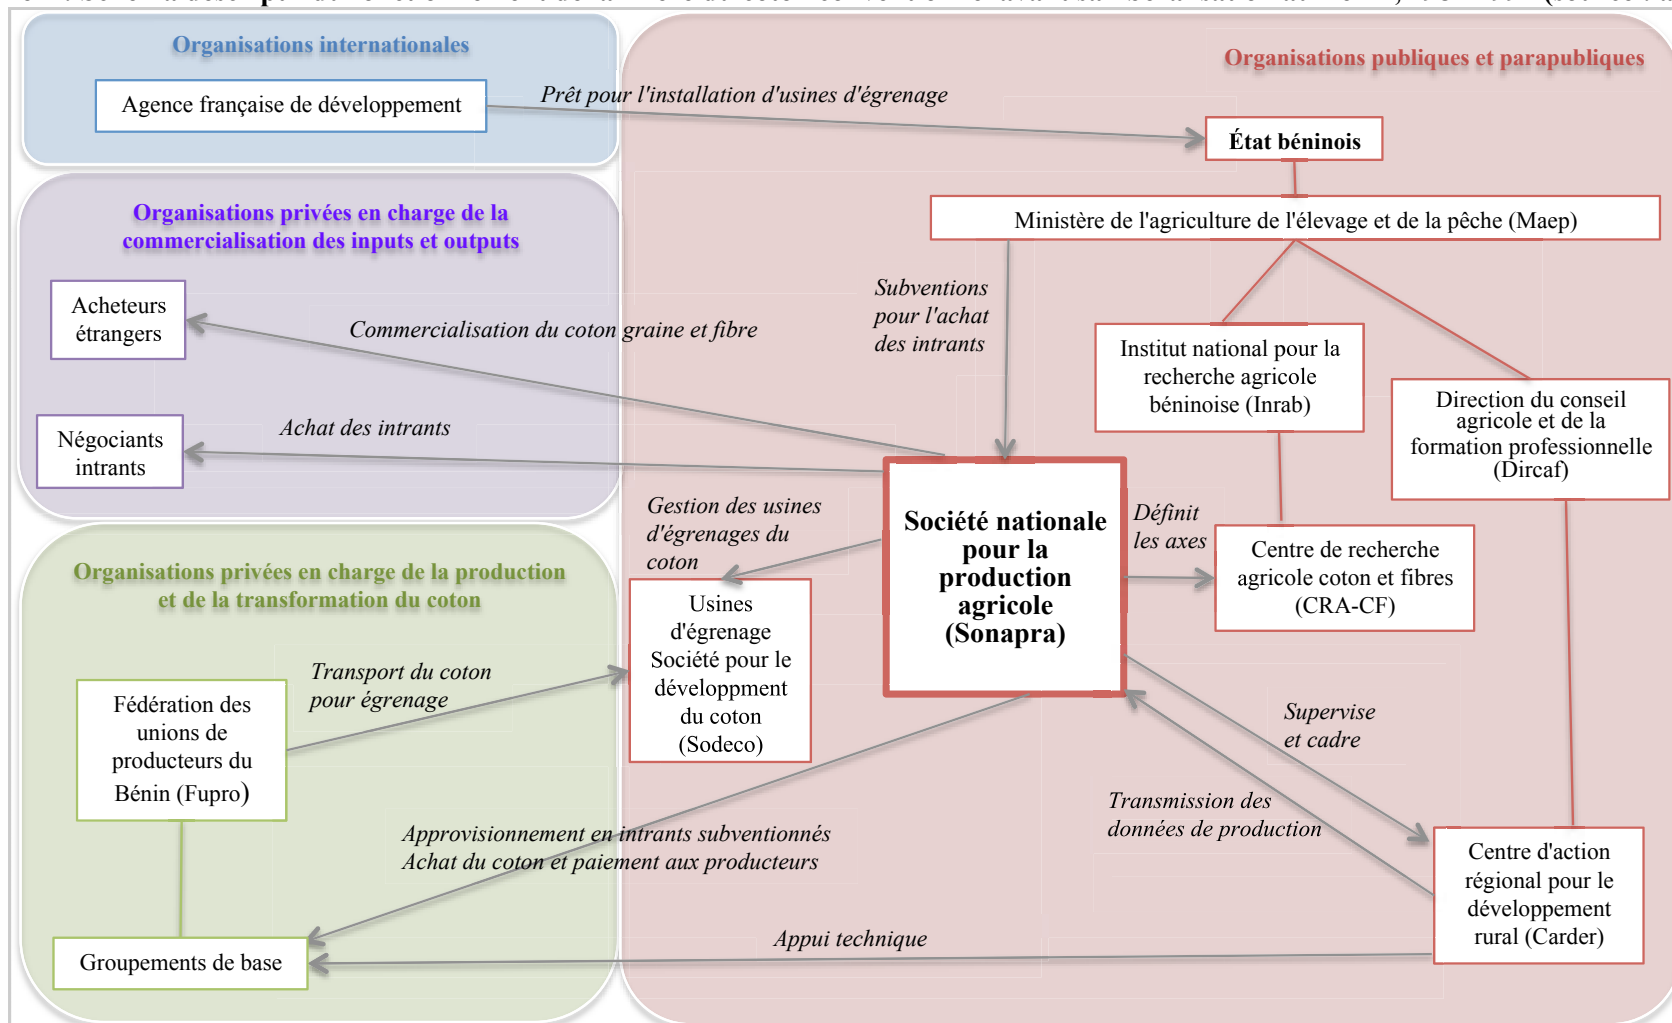 Organisations internationales
Agence française de développement
Prêt pour l'installation d'usines d'égrenage
Organisations publiques et parapubliques
État béninois
Ministère de l'agriculture de l'élevage et de la pêche (Maep)
Organisations privées en charge de la
commercialisation des inputs et outputs
Acheteurs
étrangers
Commercialisation du coton graine et fibre
Subventions
pour l'achat
des intrants
Institut national pour la
recherche agricole
béninoise (Inrab)
Direction du conseil
agricole et de la
formation professionnelle
(Dircaf)
Négociants
intrants
Achat des intrants
Gestion des usines
d'égrenages du
coton
Société nationale
pour la
production
agricole
(Sonapra)
Définit
les axes
Centre de recherche
agricole coton et fibres
(CRA-CF)
Organisations privées en charge de la production
et de la transformation du coton
Usines
d'égrenage
Société pour le
développment
du coton
(Sodeco)
Transport du coton
pour égrenage
Fédération des
unions de
producteurs du
Bénin (Fupro)
Supervise
et cadre
Transmission des
données de production
Approvisionnement en intrants subventionnés
Achat du coton et paiement aux producteurs
Centre d'action
régional pour le
développement
rural (Carder)
Appui technique
Groupements de base